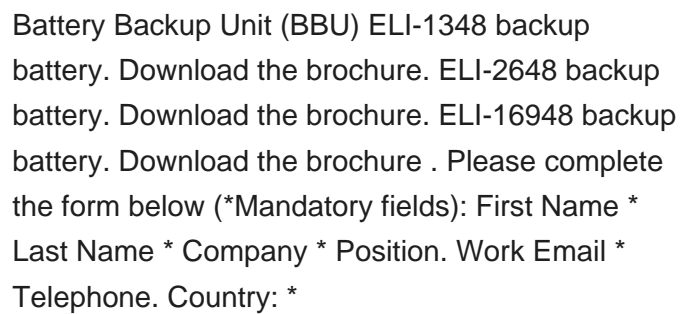 Battery Backup Unit (BBU) ELI-1348 backup
battery. Download the brochure. ELI-2648 backup
battery. Download the brochure. ELI-16948 backup
battery. Download the brochure . Please complete
the form below (*Mandatory fields): First Name *
Last Name * Company * Position. Work Email *
Telephone. Country: *